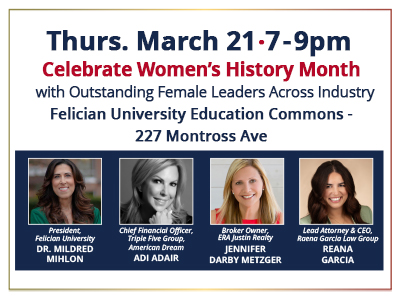 Thurs. March 21·7-9pm
Celebrate Women's History Month
with Outstanding Female Leaders Across Industry
Felician University Education Commons -
227 Montross Ave
President,
Felician University
DR. MILDRED
MIHLON
Chief Financial Officer,
Triple Five Group,
American Dream
ADI ADAIR
Broker Owner,
ERA Justin Realty
JENNIFER
DARBY METZGER
Lead Attorney & CEO,
Raena Garcia Law Group
REANA
GARCIA